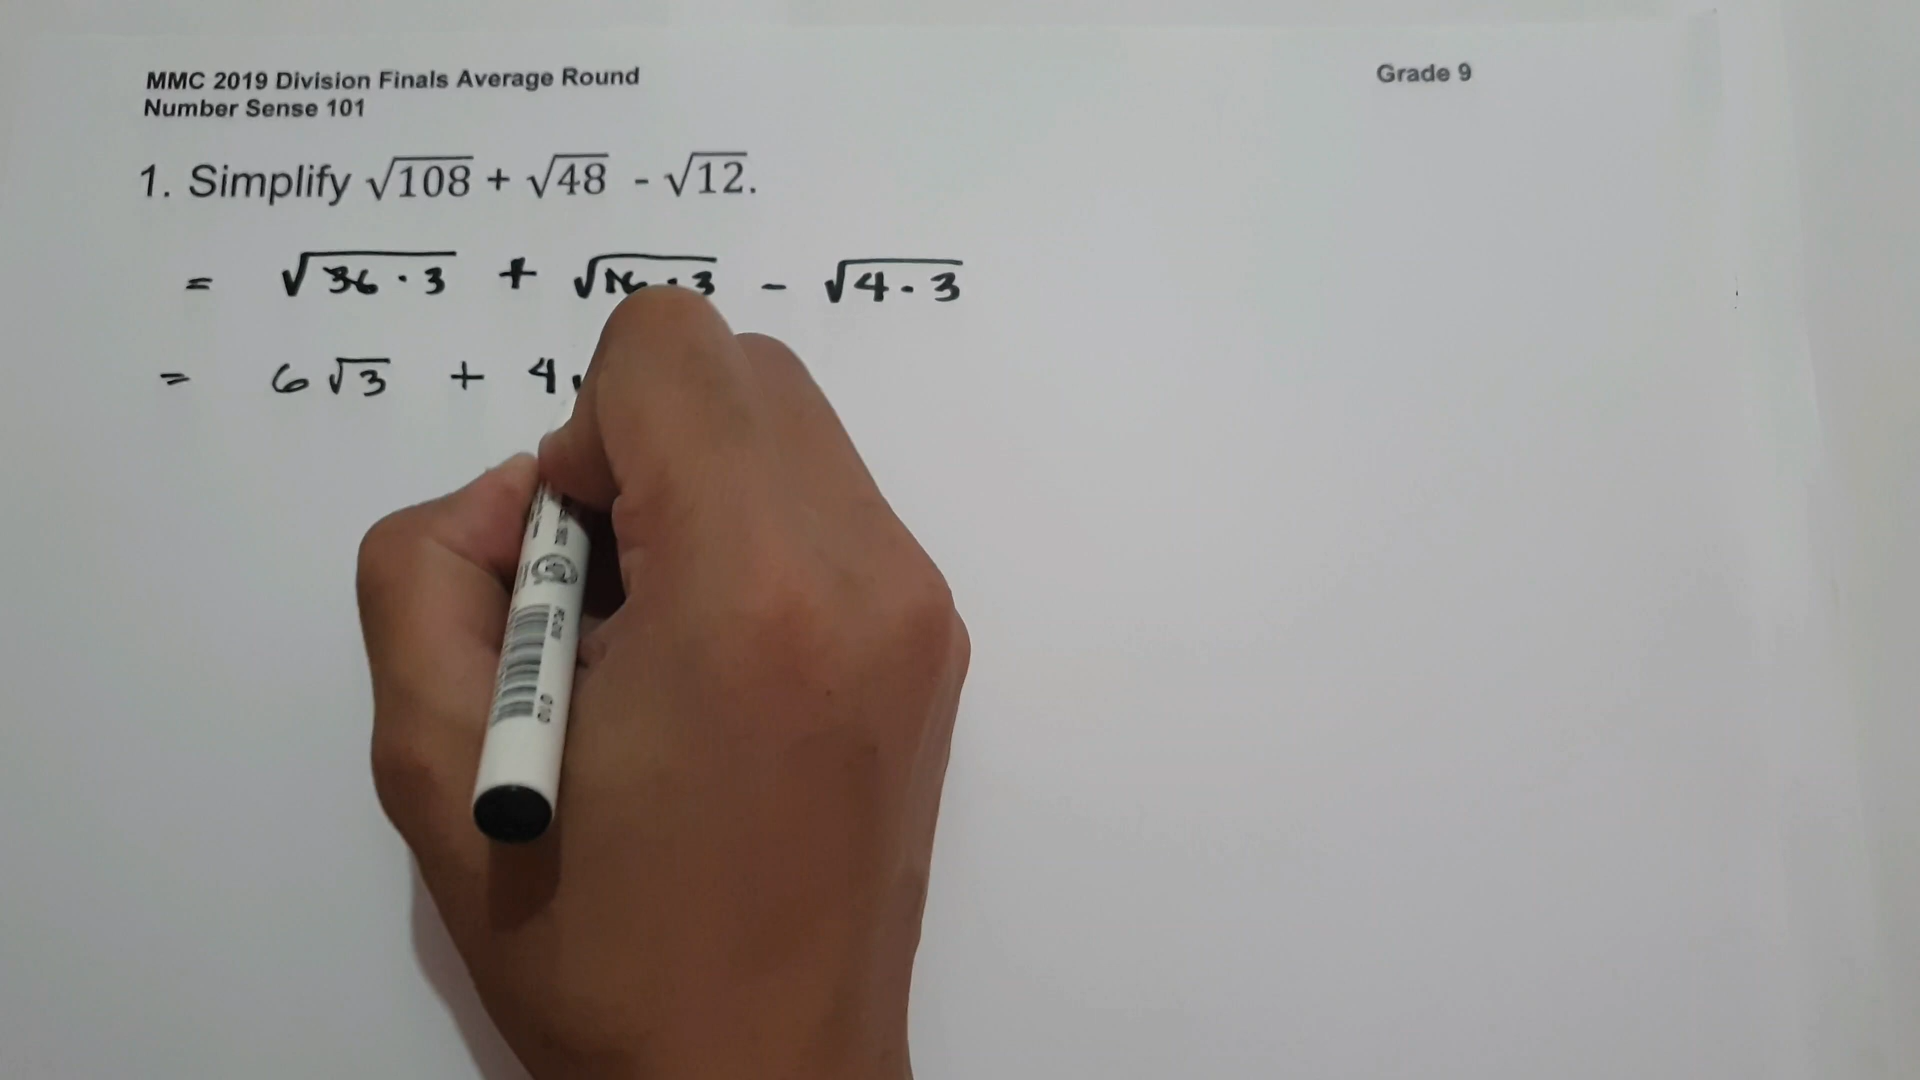 MMC 2019 Division Finals Average Round
Grade 9
Number Sense 101
1. Simplify √108 + √48 - √12.
= √36 · 3 + √16 · 3 - √4 · 3
= 6√3 + 4